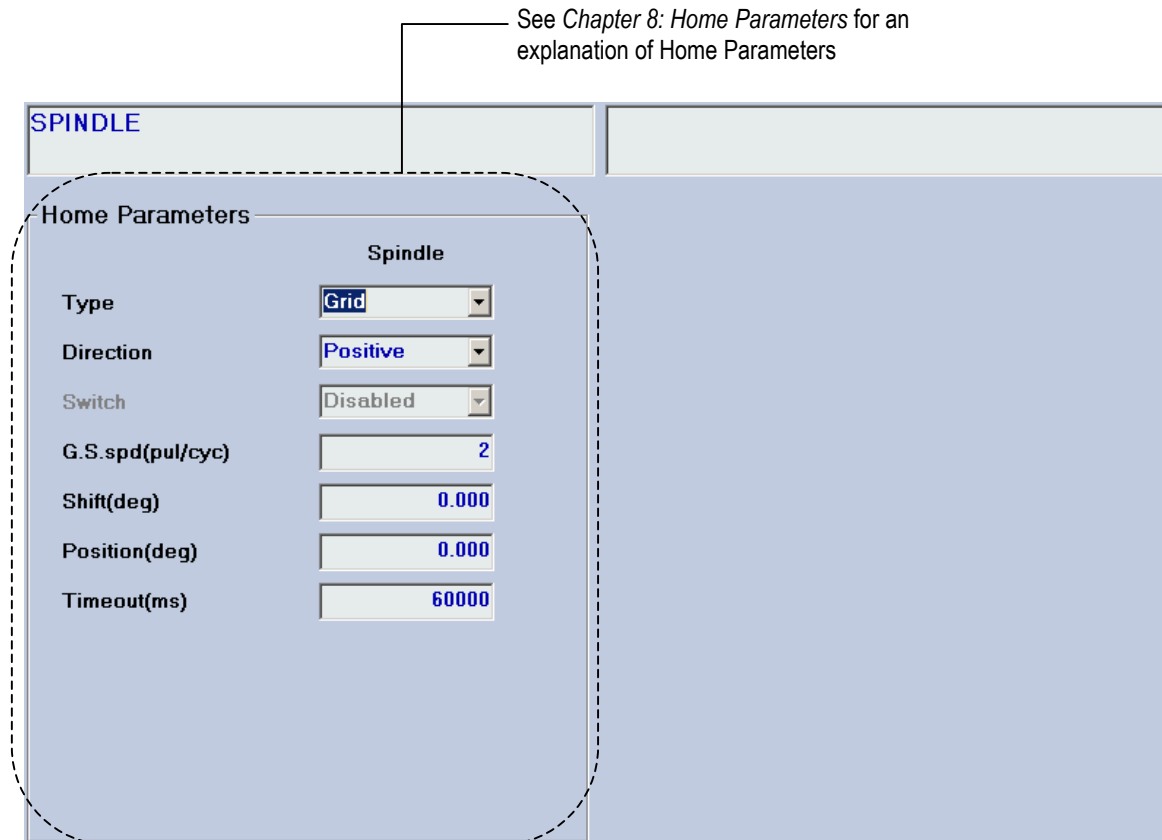 See Chapter 8: Home Parameters for an
explanation of Home Parameters
SPINDLE
Home Parameters
Spindle
Type Grid
Direction Positive
Switch Disabled
G.S.spd(pul/cyc) 2
Shift(deg) 0.000
Position(deg) 0.000
Timeout(ms) 60000